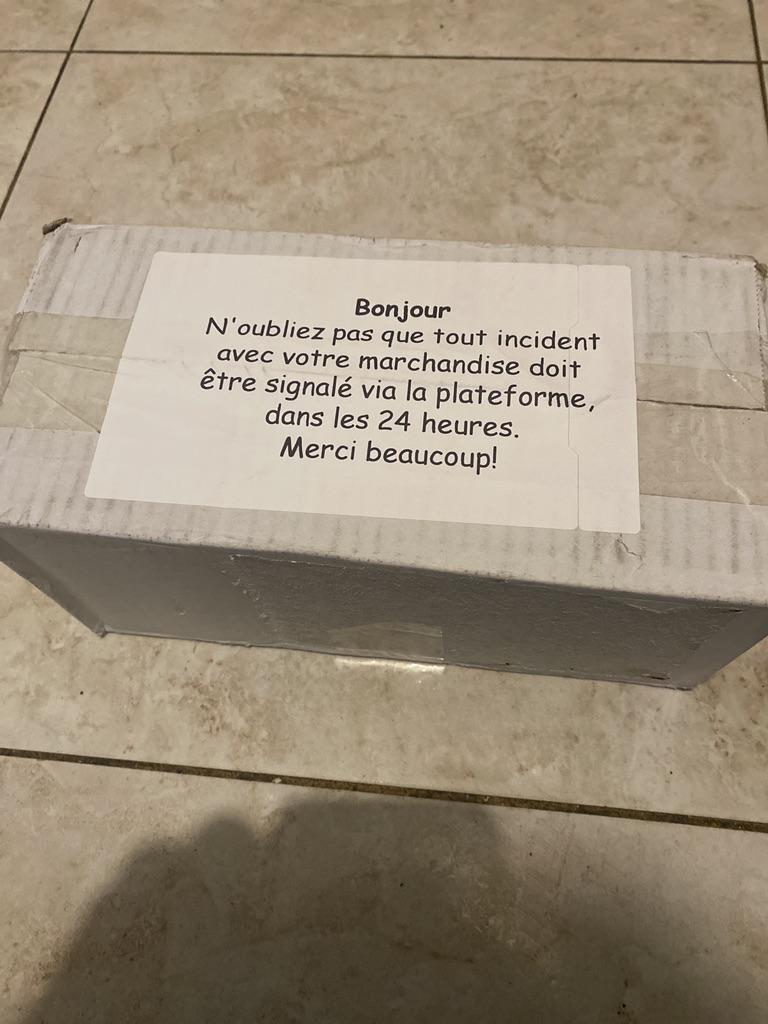 Bonjour
N'oubliez pas que tout incident
avec votre marchandise doit
être signalé via la plateforme,
dans les 24 heures.
Merci beaucoup!